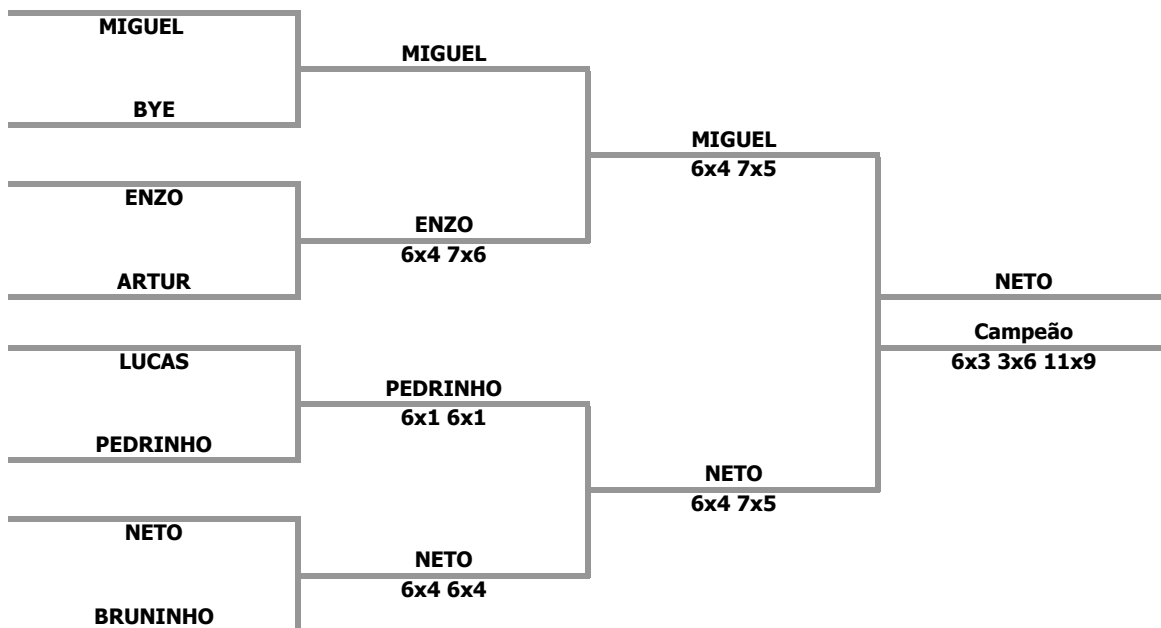 MIGUEL
MIGUEL
BYE
MIGUEL
6x4 7x5
ENZO
ENZO
6x4 7x6
ARTUR
NETO
Campeão
6x3 3x6 11x9
LUCAS
PEDRINHO
6x1 6x1
PEDRINHO
NETO
6x4 7x5
NETO
NETO
6x4 6x4
BRUNINHO